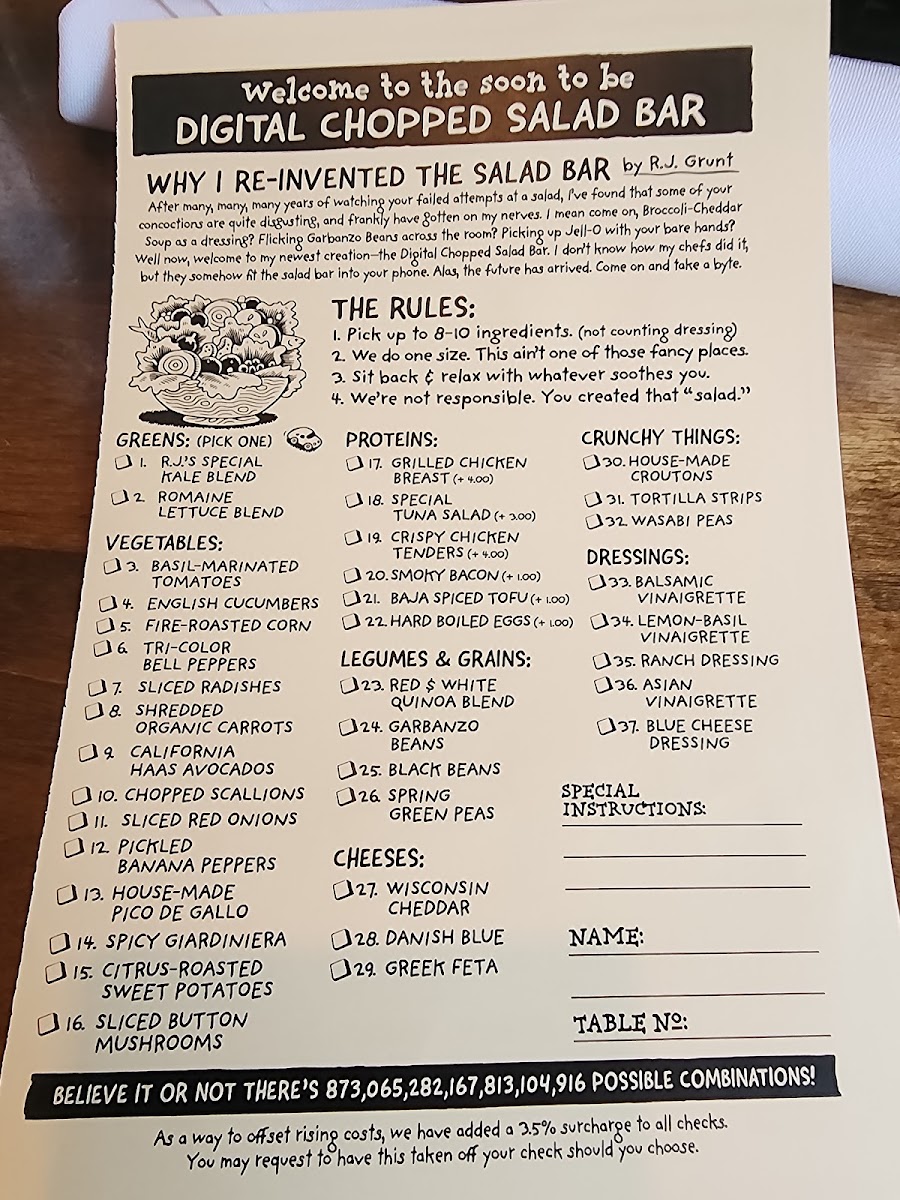 Welcome to the soon to be
DIGITAL CHOPPED SALAD BAR
WHY I RE-INVENTED THE SALAD BAR by R.J. Grunt
After many, many, many years of watching your failed attempts at a salad, I've found that some of your
concoctions are quite disgusting, and frankly have gotten on my nerves. I mean come on, Broccoli-Cheddar
Soup as a dressing? Flicking Garbanzo Beans across the room? Picking up Jell-O with your bare hands?
Well now, welcome to my newest creation—the Digital Chopped Salad Bar. I don't know how my chefs did it,
but they somehow fit the salad bar into your phone. Alas, the future has arrived. Come on and take a byte.
THE RULES:
1. Pick up to 8-10 ingredients. (not counting dressing)
2. We do one size. This ain't one of those fancy places.
3. Sit back & relax with whatever soothes you.
4. We're not responsible. You created that "salad."
GREENS: (PICK ONE)
1. R.J.'S SPECIAL
KALE BLEND
2. ROMAINE
LETTUCE BLEND
VEGETABLES:
3. BASIL-MARINATED
TOMATOES
4. ENGLISH CUCUMBERS
5. FIRE-ROASTED CORN
6. TRI-COLOR
BELL PEPPERS
7. SLICED RADISHES
8. SHREDDED
ORGANIC CARROTS
9. CALIFORNIA
HAAS AVOCADOS
10. CHOPPED SCALLIONS
11. SLICED RED ONIONS
12. PICKLED
BANANA PEPPERS
13. HOUSE-MADE
PICO DE GALLO
14. SPICY GIARDINIERA
15. CITRUS-ROASTED
SWEET POTATOES
16. SLICED BUTTON
MUSHROOMS
PROTEINS:
17. GRILLED CHICKEN
BREAST (+ 4.00)
18. SPECIAL
TUNA SALAD (+ 3.00)
19. CRISPY CHICKEN
TENDERS (+ 4.00)
20. SMOKY BACON (+ 1.00)
21. BAJA SPICED TOFU (+ 1.00)
22. HARD BOILED EGGS (+ 1.00)
LEGUMES & GRAINS:
23. RED $ WHITE
QUINOA BLEND
24. GARBANZO
BEANS
25. BLACK BEANS
26. SPRING
GREEN PEAS
CHEESES:
27. WISCONSIN
CHEDDAR
28. DANISH BLUE
29. GREEK FETA
CRUNCHY THINGS:
30. HOUSE-MADE
CROUTONS
31. TORTILLA STRIPS
32. WASABI PEAS
DRESSINGS:
33. BALSAMIC
VINAIGRETTE
34. LEMON-BASIL
VINAIGRETTE
35. RANCH DRESSING
36. ASIAN
VINAIGRETTE
37. BLUE CHEESE
DRESSING
SPECIAL
INSTRUCTIONS:
NAME:
TABLE Nº:
BELIEVE IT OR NOT THERE'S 873,065,282,167,813,104,916 POSSIBLE COMBINATIONS!
As a way to offset rising costs, we have added a 3.5% surcharge to all checks.
You may request to have this taken off your check should you choose.